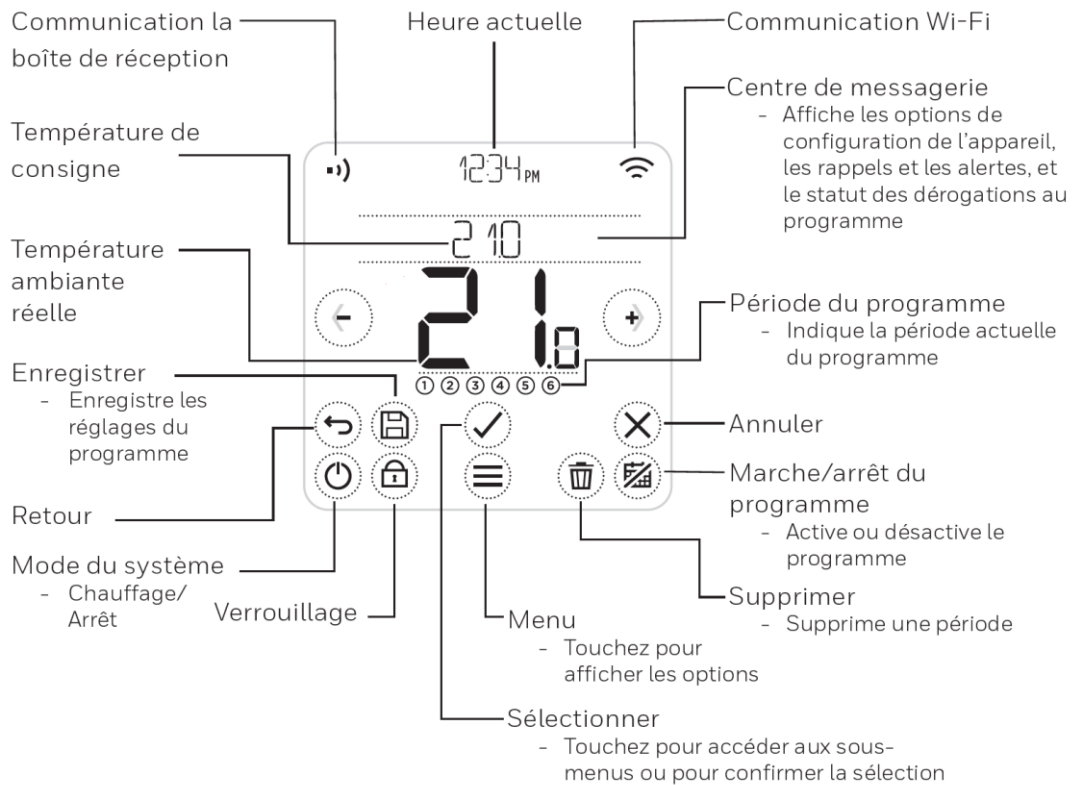 Communication la
boîte de réception
Heure actuelle
Communication Wi-Fi
Centre de messagerie
- Affiche les options de
configuration de l'appareil,
les rappels et les alertes, et
le statut des dérogations au
programme
Température de
consigne
12:34 PM
21.0
Température
ambiante
réelle
21.0
Période du programme
- Indique la période actuelle
du programme
① ② ③ ④ ⑤ ⑥
Enregistrer
- Enregistre les
réglages du
programme
Annuler
Marche/arrêt du
programme
- Active ou désactive le
programme
Retour
Mode du système
- Chauffage/
Arrêt
Verrouillage
Supprimer
- Supprime une période
Menu
- Touchez pour
afficher les options
Sélectionner
- Touchez pour accéder aux sous-
menus ou pour confirmer la sélection